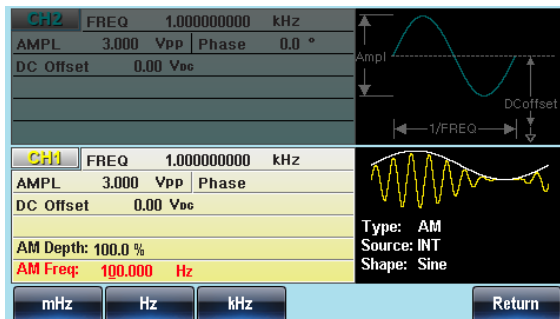 CH2 FREQ 1.000000000 kHz
AMPL 3.000 Vpp Phase 0.0 °
DC Offset 0.00 VDC
Ampl
DCoffset
1/FREQ
CH1 FREQ 1.000000000 kHz
AMPL 3.000 Vpp Phase
DC Offset 0.00 VDC
AM Depth: 100.0 %
AM Freq: 100.000 Hz
Type: AM
Source: INT
Shape: Sine
mHz Hz kHz Return